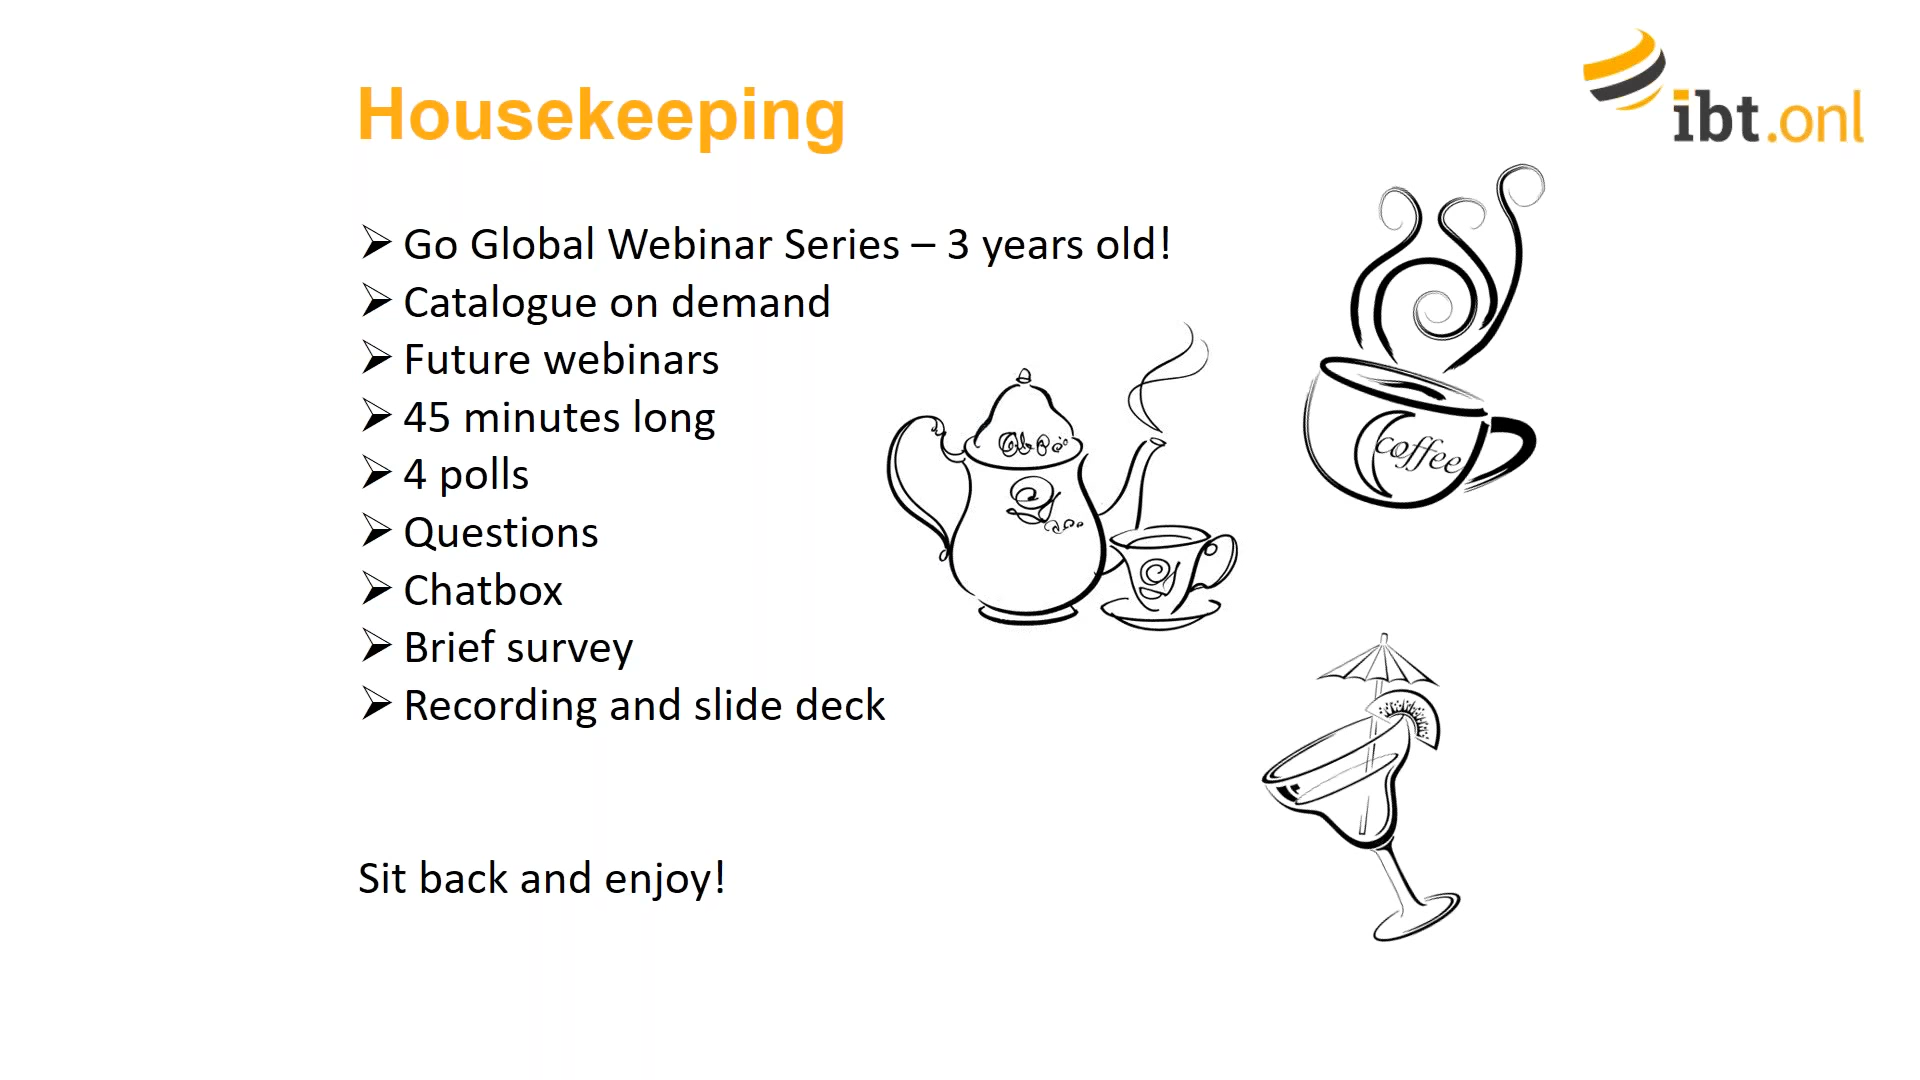 Housekeeping
ibt.onl
➢ Go Global Webinar Series – 3 years old!
➢ Catalogue on demand
➢ Future webinars
➢ 45 minutes long
➢ 4 polls
➢ Questions
➢ Chatbox
➢ Brief survey
➢ Recording and slide deck
coffee
Sit back and enjoy!